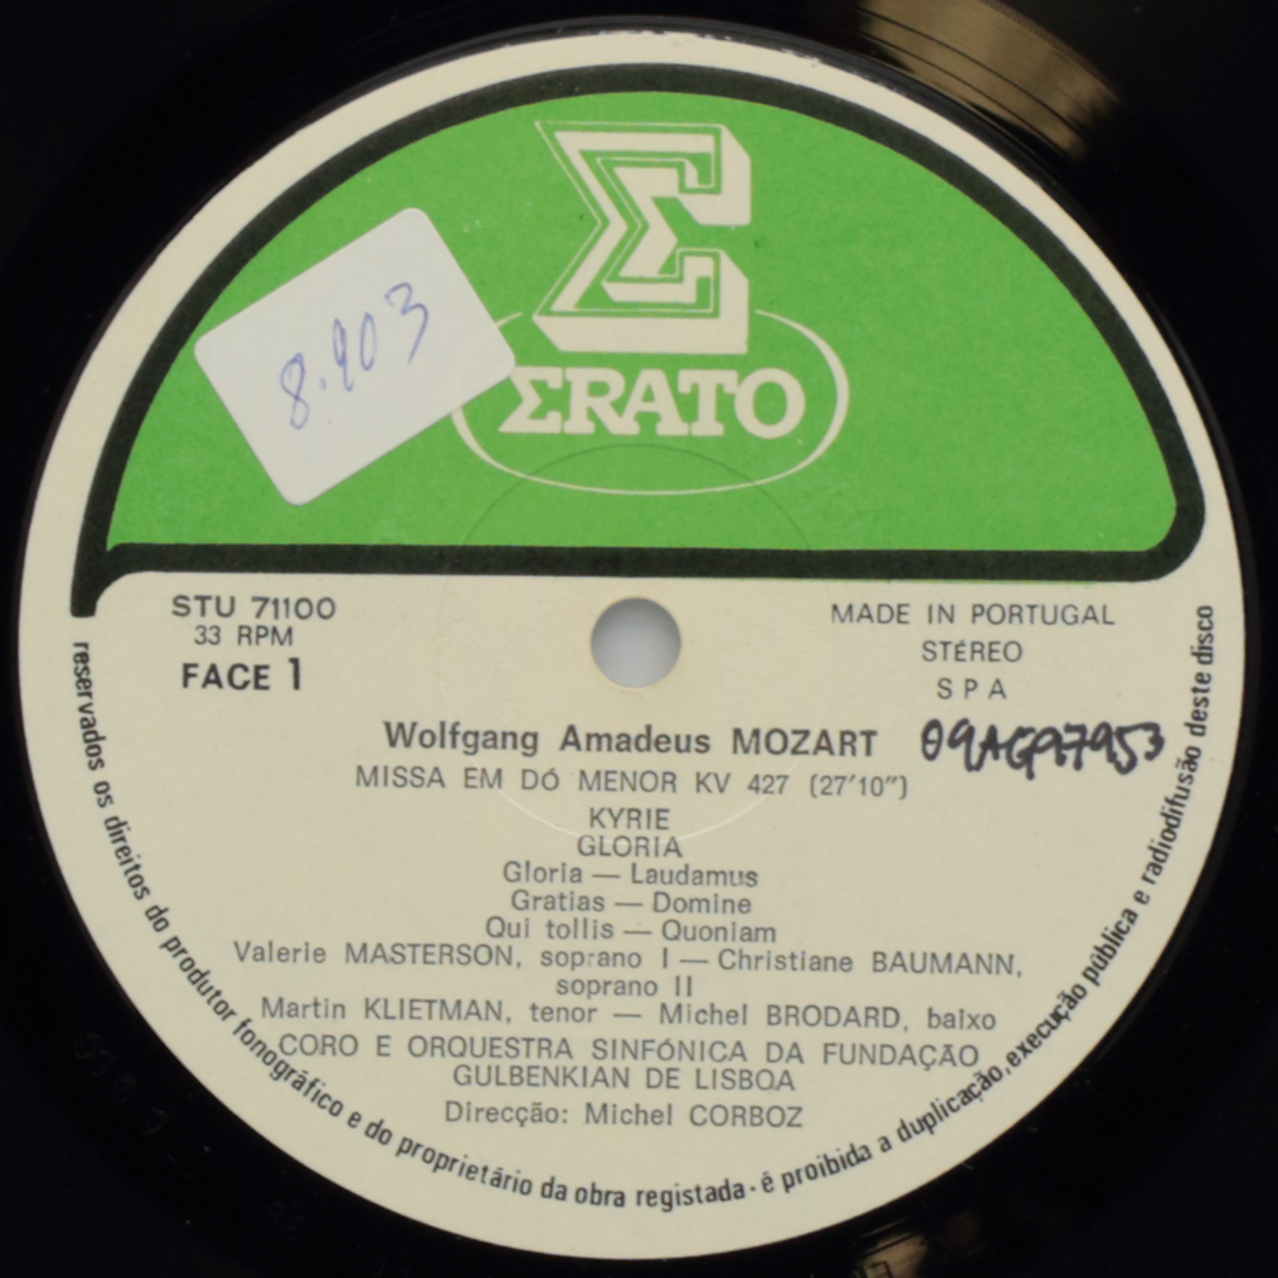 Σ
ΣRATO
8.903
STU 71100
33 RPM
FACE 1
MADE IN PORTUGAL
STÉREO
SPA
Wolfgang Amadeus MOZART
MISSA EM DÓ MENOR KV 427 (27'10")
KYRIE
GLORIA
Gloria — Laudamus
Gratias — Domine
Qui tollis — Quoniam
Valerie MASTERSON, soprano I — Christiane BAUMANN,
soprano II
Martin KLIETMAN, tenor — Michel BRODARD, baixo
CORO E ORQUESTRA SINFÓNICA DA FUNDAÇÃO
GULBENKIAN DE LISBOA
Direcção: Michel CORBOZ
reservados os direitos do produtor fonográfico e do proprietário da obra registada · é proibida a duplicação, execução pública e radiodifusão deste disco